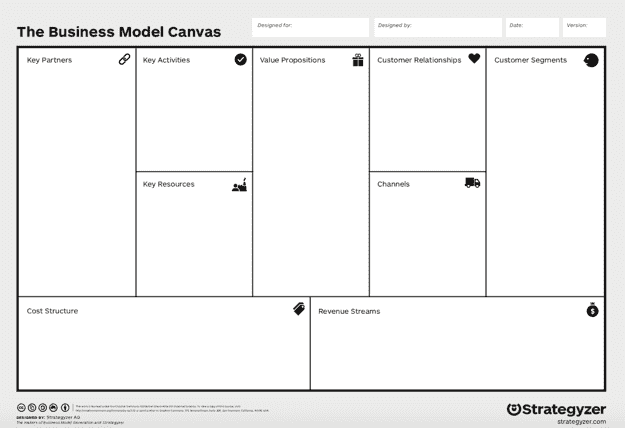 The Business Model Canvas
Designed for:
Designed by:
Date:
Version:
Key Partners
Key Activities
Value Propositions
Customer Relationships
Customer Segments
Key Resources
Channels
Cost Structure
Revenue Streams
DESIGNED BY: Strategyzer AG
The makers of Business Model Generation and Strategyzer
Strategyzer
strategyzer.com